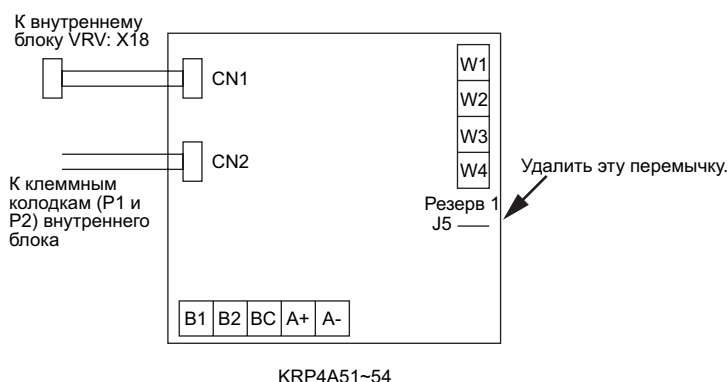 К внутреннему
блоку VRV: X18
CN1
W1
W2
W3
W4
CN2
К клеммным
колодкам (P1 и
P2) внутреннего
блока
Удалить эту перемычку.
Резерв 1
J5
B1 B2 BC A+ A-
KRP4A51~54